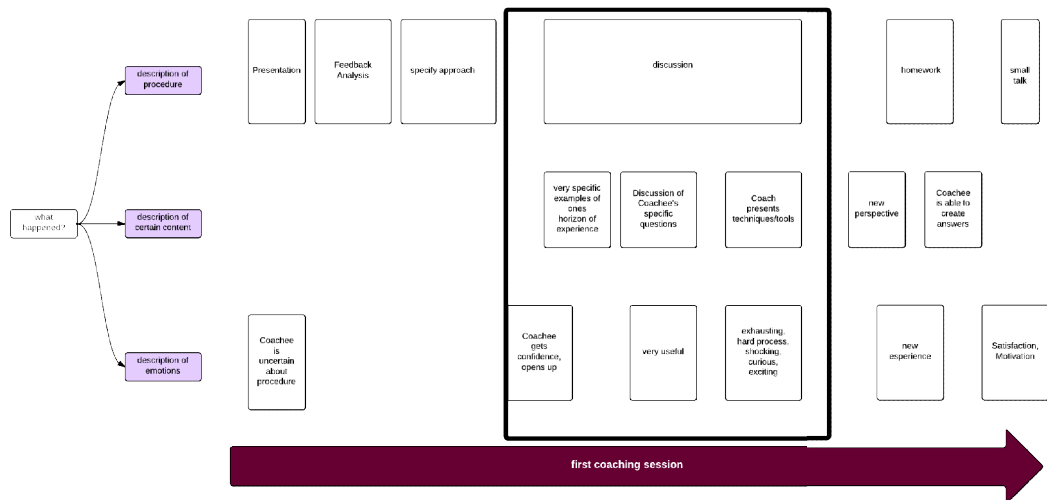 Presentation
Feedback
Analysis
specify approach
discussion
homework
small
talk
description of
procedure
what
happened?
description of
certain content
very specific
examples of
ones
horizon of
experience
Discussion of
Coachee's
specific
questions
Coach
presents
techniques/tools
new
perspective
Coachee
is able to
create
answers
description of
emotions
Coachee
is
uncertain
about
procedure
Coachee
gets
confidence,
opens up
very useful
exhausting,
hard process,
shocking,
curious,
exciting
new
esperience
Satisfaction,
Motivation
first coaching session